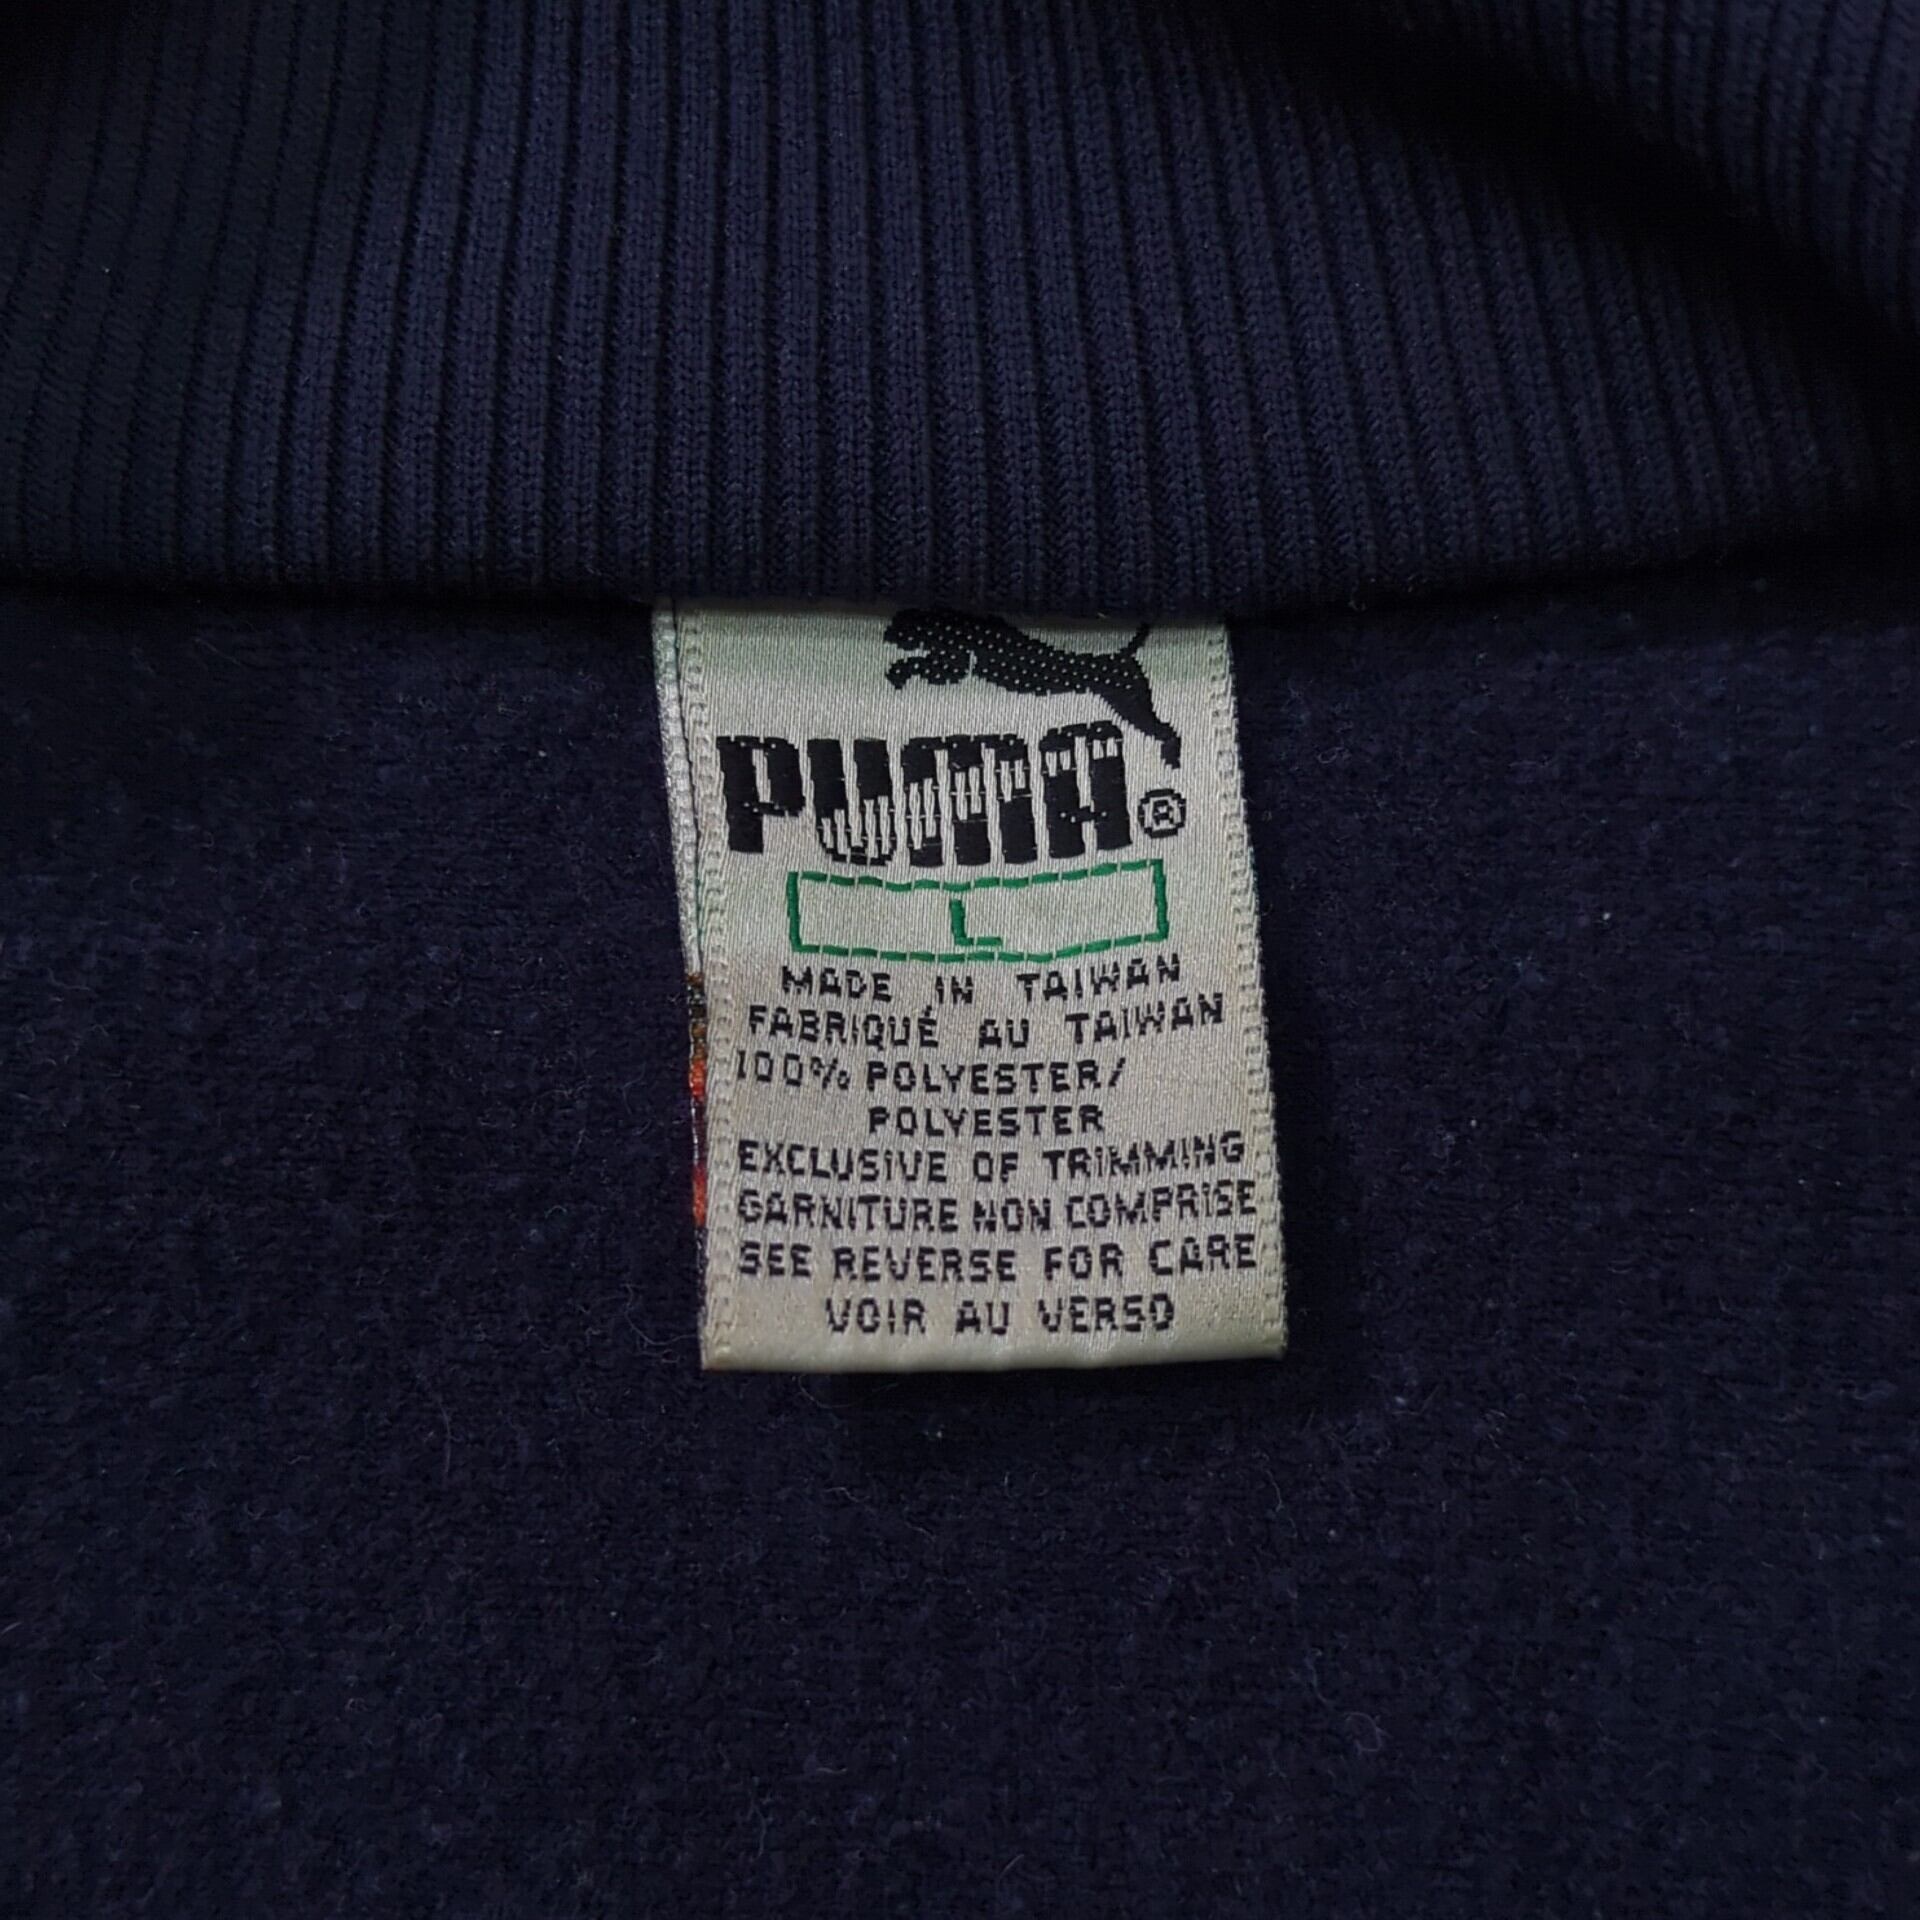 PUMA®
L
MADE IN TAIWAN
FABRIQUÉ AU TAIWAN
100% POLYESTER/
POLYESTER
EXCLUSIVE OF TRIMMING
GARNITURE NON COMPRISE
SEE REVERSE FOR CARE
VOIR AU VERSO